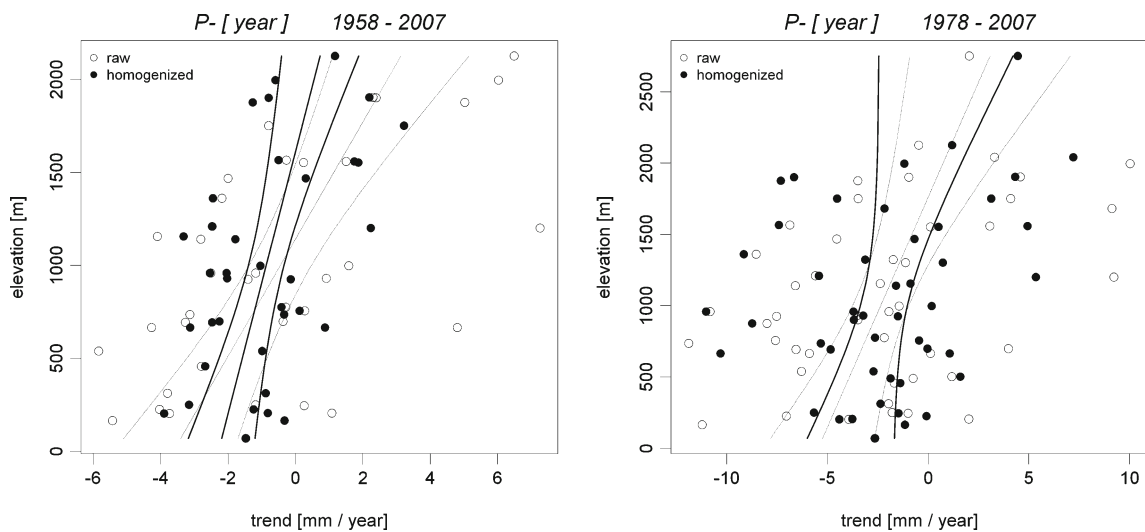 P- [ year ] 1958 - 2007
raw
homogenized
elevation [m]
2000
1500
1000
500
0
-6 -4 -2 0 2 4 6
trend [mm / year]
P- [ year ] 1978 - 2007
raw
homogenized
elevation [m]
2500
2000
1500
1000
500
0
-10 -5 0 5 10
trend [mm / year]